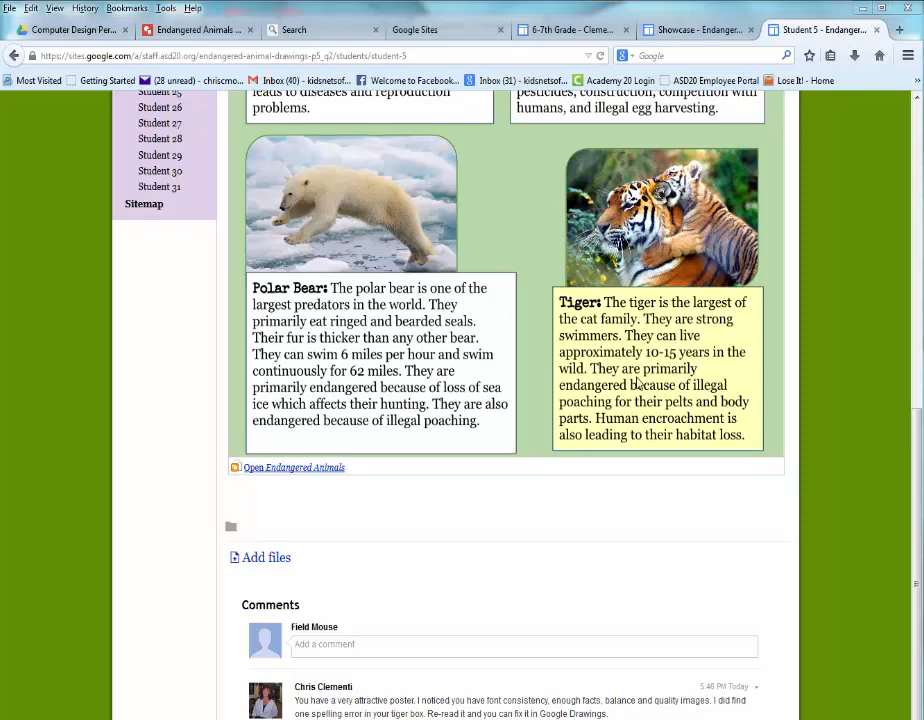 File Edit View History Bookmarks Tools Help
Computer Design Per... Endangered Animals ... Search Google Sites 6-7th Grade - Cleme... Showcase - Endanger... Student 5 - Endanger...
https://sites.google.com/a/staff.asd20.org/endangered-animal-drawings-p5_q2/students/student-5 Google
Most Visited Getting Started (28 unread) - chriscmo... Inbox (40) - kidsnetsof... Welcome to Facebook... Inbox (31) - kidsnetsof... Academy 20 Login ASD20 Employee Portal Lose It! - Home
Student 25
Student 26
Student 27
Student 28
Student 29
Student 30
Student 31
Sitemap
leads to diseases and reproduction
problems.
pesticides, construction, competition with
humans, and illegal egg harvesting.
Polar Bear: The polar bear is one of the
largest predators in the world. They
primarily eat ringed and bearded seals.
Their fur is thicker than any other bear.
They can swim 6 miles per hour and swim
continuously for 62 miles. They are
primarily endangered because of loss of sea
ice which affects their hunting. They are also
endangered because of illegal poaching.
Tiger: The tiger is the largest of
the cat family. They are strong
swimmers. They can live
approximately 10-15 years in the
wild. They are primarily
endangered because of illegal
poaching for their pelts and body
parts. Human encroachment is
also leading to their habitat loss.
Open Endangered Animals
Add files
Comments
Field Mouse
Add a comment
Chris Clementi 5:46 PM Today
You have a very attractive poster. I noticed you have font consistency, enough facts, balance and quality images. I did find
one spelling error in your tiger box. Re-read it and you can fix it in Google Drawings.